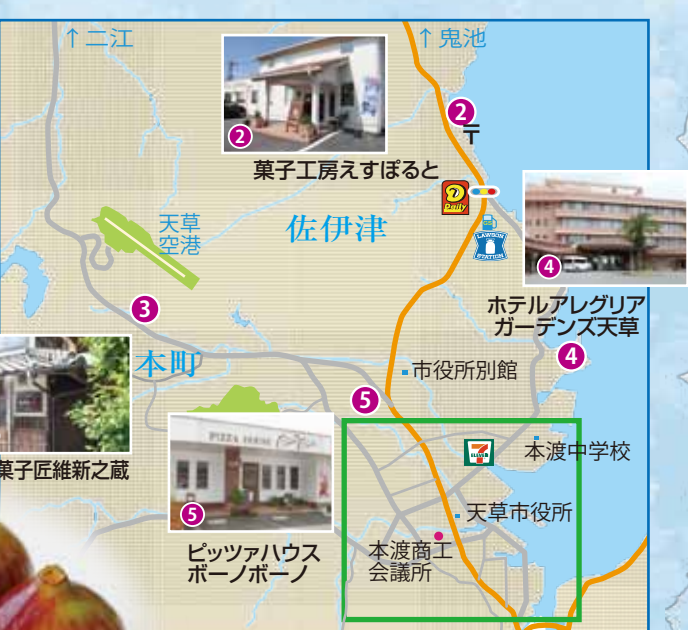 ↑二江
↑鬼池
2
〒
2
菓子工房えすぽると
Daily
LAWSON
STATION
天草
空港
佐伊津
4
ホテルアレグリア
ガーデンズ天草
4
3
本町
市役所別館
5
菓子匠維新之蔵
PIZZA HOUSE
5
ピッツァハウス
ボーノボーノ
7
ELEVEN
本渡中学校
天草市役所
本渡商工
会議所